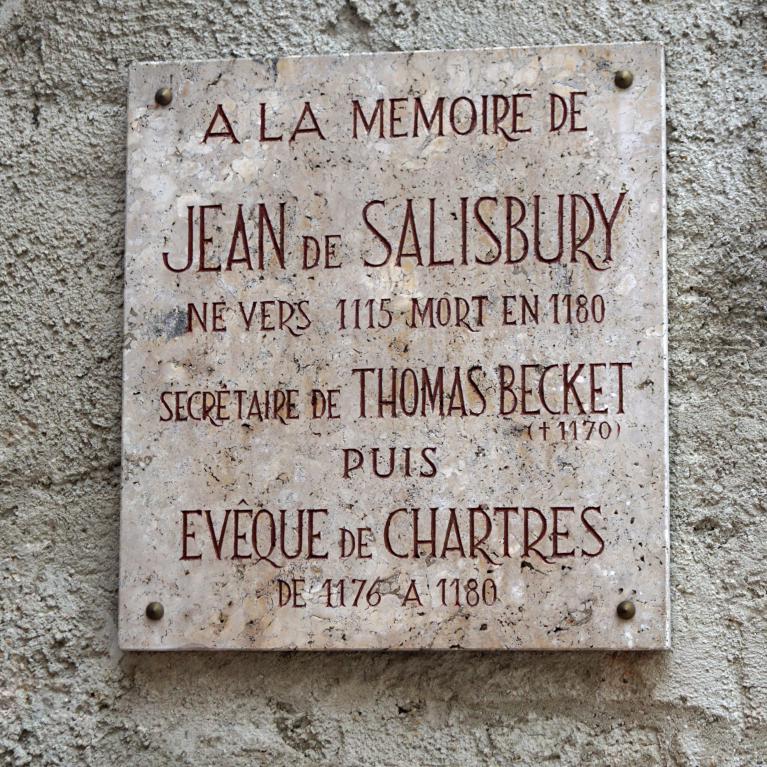 A LA MEMOIRE DE
JEAN DE SALISBURY
NE VERS 1115 MORT EN 1180
SECRÉTAIRE DE THOMAS BECKET
(†1170)
PUIS
EVÊQUE DE CHARTRES
DE 1176 A 1180